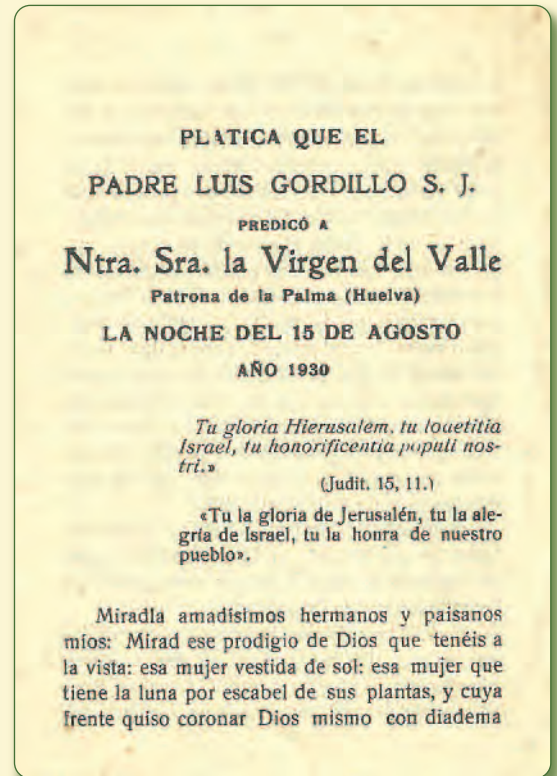 PLATICA QUE EL
PADRE LUIS GORDILLO S. J.
PREDICÓ A
Ntra. Sra. la Virgen del Valle
Patrona de la Palma (Huelva)
LA NOCHE DEL 15 DE AGOSTO
AÑO 1930
Tu gloria Hierusalem, tu louetitia
Israel, tu honorificentia populi nos-
tri.»
(Judit. 15, 11.)
«Tu la gloria de Jerusalén, tu la ale-
gría de Israel, tu la honra de nuestro
pueblo».
Miradla amadísimos hermanos y paisanos
míos: Mirad ese prodigio de Dios que tenéis a
la vista: esa mujer vestida de sol: esa mujer que
tiene la luna por escabel de sus plantas, y cuya
frente quiso coronar Dios mismo con diadema